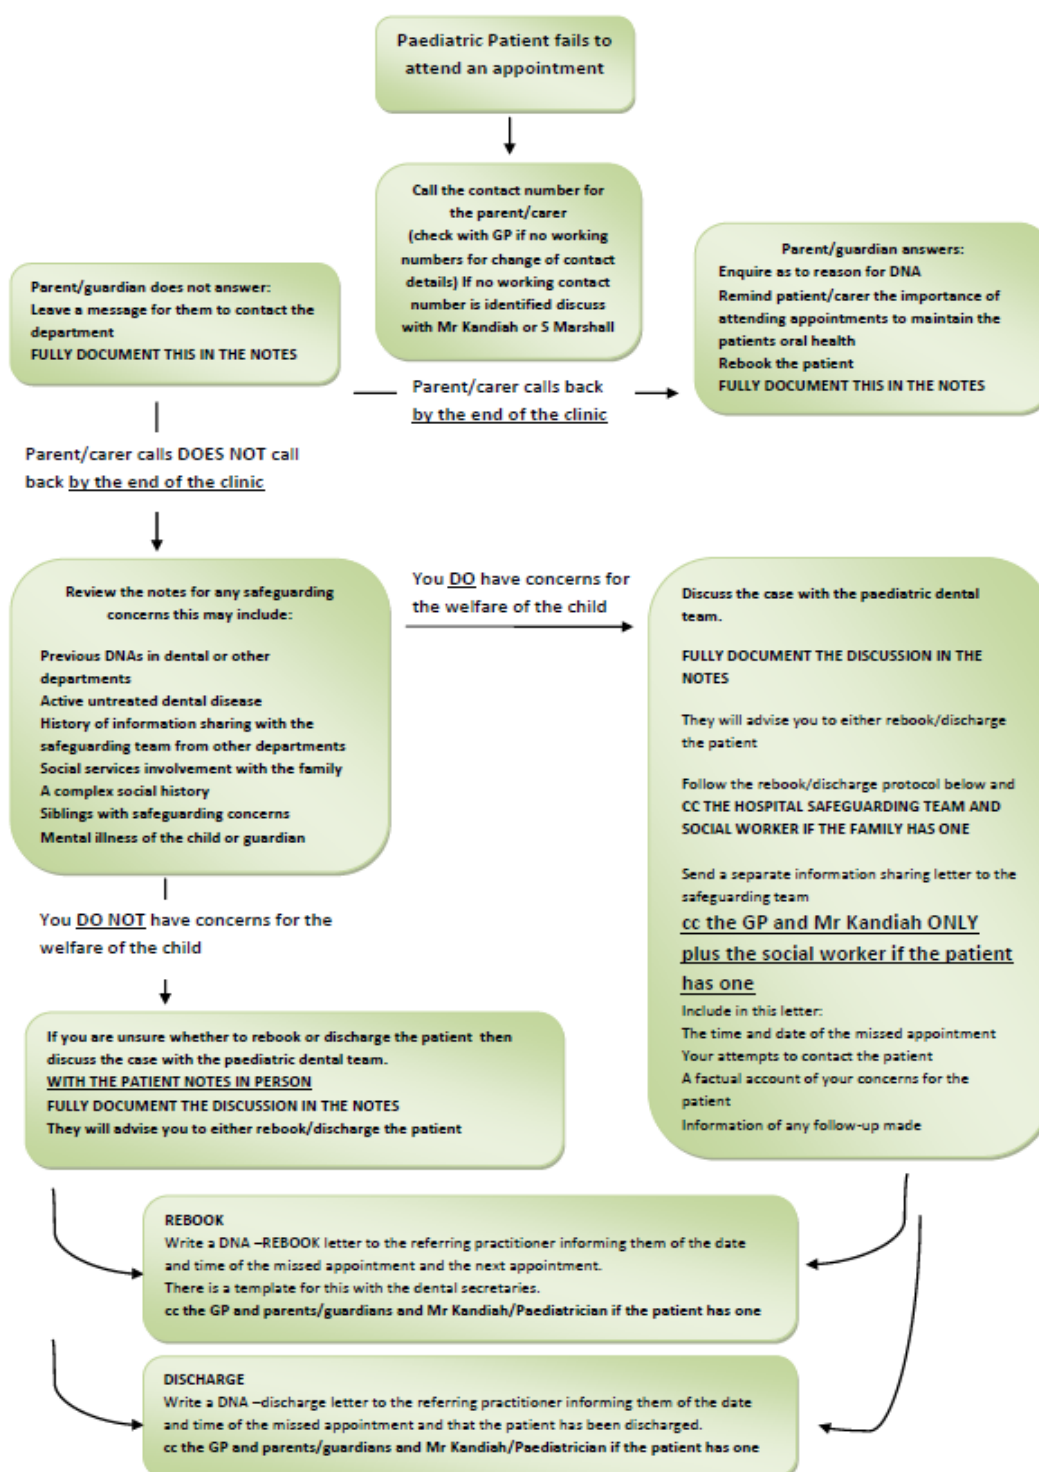 Paediatric Patient fails to
attend an appointment
Call the contact number for
the parent/carer
(check with GP if no working
numbers for change of contact
details) If no working contact
number is identified discuss
with Mr Kandiah or S Marshall
Parent/guardian does not answer:
Leave a message for them to contact the
department
FULLY DOCUMENT THIS IN THE NOTES
Parent/carer calls back
by the end of the clinic
Parent/guardian answers:
Enquire as to reason for DNA
Remind patient/carer the importance of
attending appointments to maintain the
patients oral health
Rebook the patient
FULLY DOCUMENT THIS IN THE NOTES
Parent/carer calls DOES NOT call
back by the end of the clinic
Review the notes for any safeguarding
concerns this may include:
Previous DNAs in dental or other
departments
Active untreated dental disease
History of information sharing with the
safeguarding team from other departments
Social services involvement with the family
A complex social history
Siblings with safeguarding concerns
Mental illness of the child or guardian
You DO have concerns for
the welfare of the child
Discuss the case with the paediatric dental
team.
FULLY DOCUMENT THE DISCUSSION IN THE
NOTES
They will advise you to either rebook/discharge
the patient
Follow the rebook/discharge protocol below and
CC THE HOSPITAL SAFEGUARDING TEAM AND
SOCIAL WORKER IF THE FAMILY HAS ONE
Send a separate information sharing letter to the
safeguarding team
cc the GP and Mr Kandiah ONLY
plus the social worker if the patient
has one
Include in this letter:
The time and date of the missed appointment
Your attempts to contact the patient
A factual account of your concerns for the
patient
Information of any follow-up made
You DO NOT have concerns for the
welfare of the child
If you are unsure whether to rebook or discharge the patient then
discuss the case with the paediatric dental team.
WITH THE PATIENT NOTES IN PERSON
FULLY DOCUMENT THE DISCUSSION IN THE NOTES
They will advise you to either rebook/discharge the patient
REBOOK
Write a DNA –REBOOK letter to the referring practitioner informing them of the date
and time of the missed appointment and the next appointment.
There is a template for this with the dental secretaries.
cc the GP and parents/guardians and Mr Kandiah/Paediatrician if the patient has one
DISCHARGE
Write a DNA –discharge letter to the referring practitioner informing them of the date
and time of the missed appointment and that the patient has been discharged.
cc the GP and parents/guardians and Mr Kandiah/Paediatrician if the patient has one